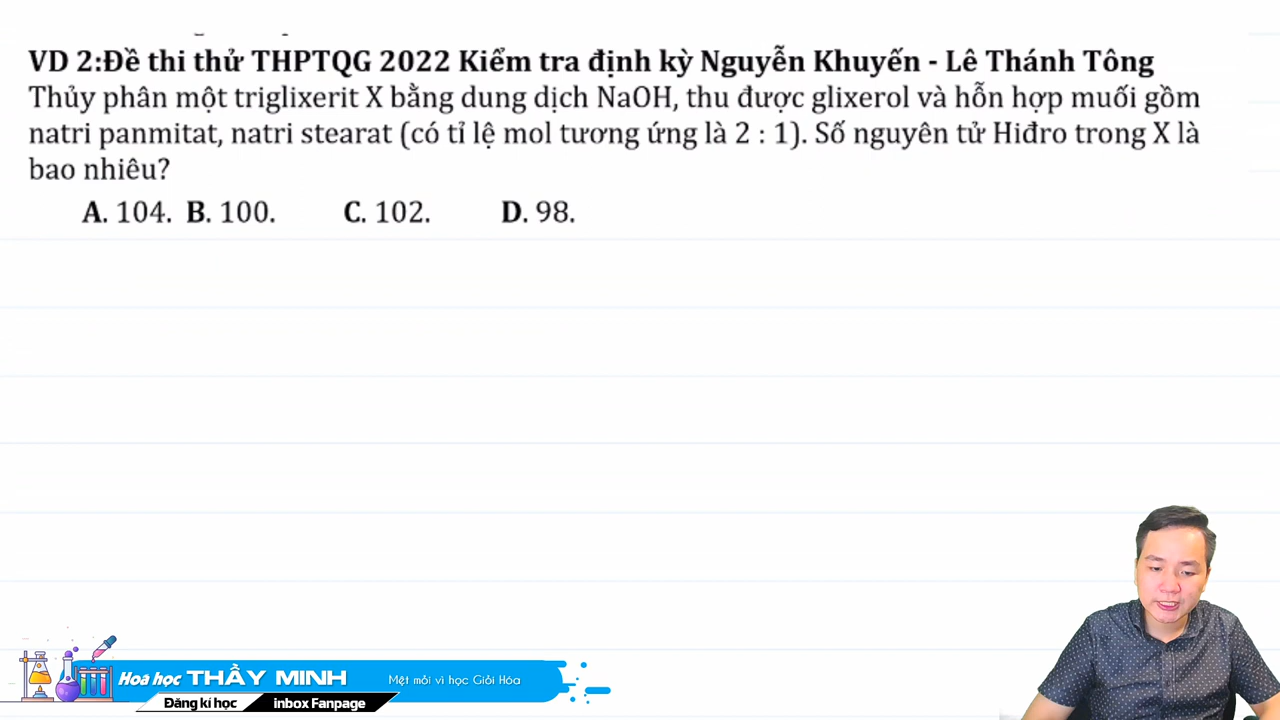 VD 2:Đề thi thử THPTQG 2022 Kiểm tra định kỳ Nguyễn Khuyến - Lê Thánh Tông
Thủy phân một triglixerit X bằng dung dịch NaOH, thu được glixerol và hỗn hợp muối gồm
natri panmitat, natri stearat (có tỉ lệ mol tương ứng là 2 : 1). Số nguyên tử Hiđro trong X là
bao nhiêu?
A. 104. B. 100. C. 102. D. 98.
Hoá học THẦY MINH Mệt mỏi vì học Giỏi Hóa
Đăng kí học inbox Fanpage